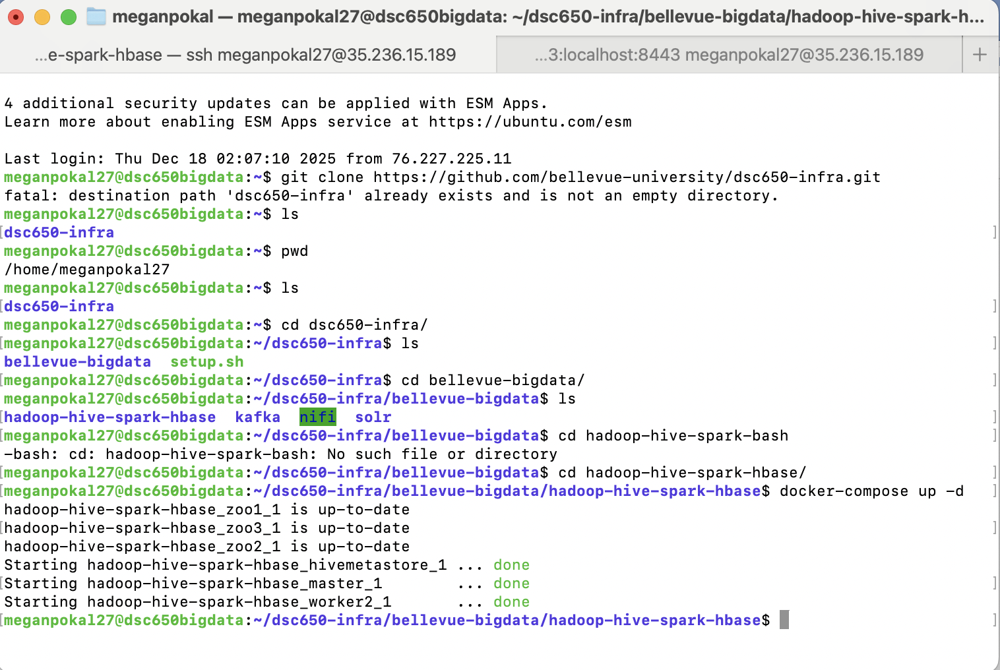 meganpokal — meganpokal27@dsc650bigdata: ~/dsc650-infra/bellevue-bigdata/hadoop-hive-spark-h...
...e-spark-hbase — ssh meganpokal27@35.236.15.189
...3:localhost:8443 meganpokal27@35.236.15.189
+
4 additional security updates can be applied with ESM Apps.
Learn more about enabling ESM Apps service at https://ubuntu.com/esm
Last login: Thu Dec 18 02:07:10 2025 from 76.227.225.11
meganpokal27@dsc650bigdata:~$ git clone https://github.com/bellevue-university/dsc650-infra.git
fatal: destination path 'dsc650-infra' already exists and is not an empty directory.
meganpokal27@dsc650bigdata:~$ ls
dsc650-infra
meganpokal27@dsc650bigdata:~$ pwd
/home/meganpokal27
meganpokal27@dsc650bigdata:~$ ls
dsc650-infra
meganpokal27@dsc650bigdata:~$ cd dsc650-infra/
meganpokal27@dsc650bigdata:~/dsc650-infra$ ls
bellevue-bigdata  setup.sh
meganpokal27@dsc650bigdata:~/dsc650-infra$ cd bellevue-bigdata/
meganpokal27@dsc650bigdata:~/dsc650-infra/bellevue-bigdata$ ls
hadoop-hive-spark-hbase  kafka  nifi  solr
meganpokal27@dsc650bigdata:~/dsc650-infra/bellevue-bigdata$ cd hadoop-hive-spark-bash
-bash: cd: hadoop-hive-spark-bash: No such file or directory
meganpokal27@dsc650bigdata:~/dsc650-infra/bellevue-bigdata$ cd hadoop-hive-spark-hbase/
meganpokal27@dsc650bigdata:~/dsc650-infra/bellevue-bigdata/hadoop-hive-spark-hbase$ docker-compose up -d
hadoop-hive-spark-hbase_zoo1_1 is up-to-date
hadoop-hive-spark-hbase_zoo3_1 is up-to-date
hadoop-hive-spark-hbase_zoo2_1 is up-to-date
Starting hadoop-hive-spark-hbase_hivemetastore_1 ... done
Starting hadoop-hive-spark-hbase_master_1        ... done
Starting hadoop-hive-spark-hbase_worker2_1       ... done
meganpokal27@dsc650bigdata:~/dsc650-infra/bellevue-bigdata/hadoop-hive-spark-hbase$